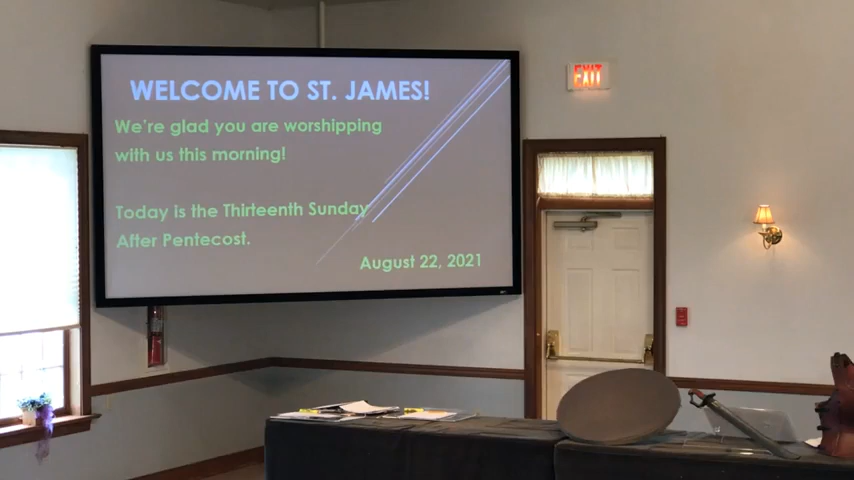 WELCOME TO ST. JAMES!
We're glad you are worshipping
with us this morning!
Today is the Thirteenth Sunday
After Pentecost.
August 22, 2021
EXIT